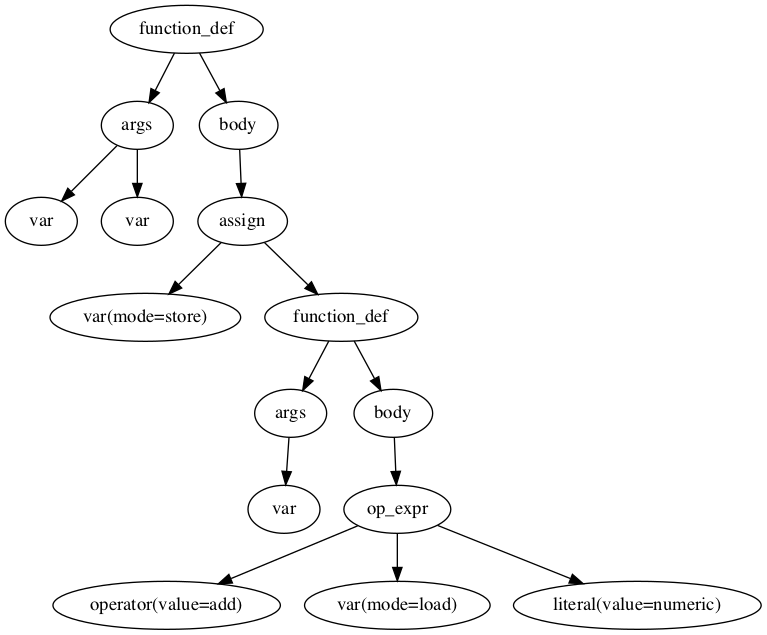 function_def
args
body
var
var
assign
var(mode=store)
function_def
args
body
var
op_expr
operator(value=add)
var(mode=load)
literal(value=numeric)